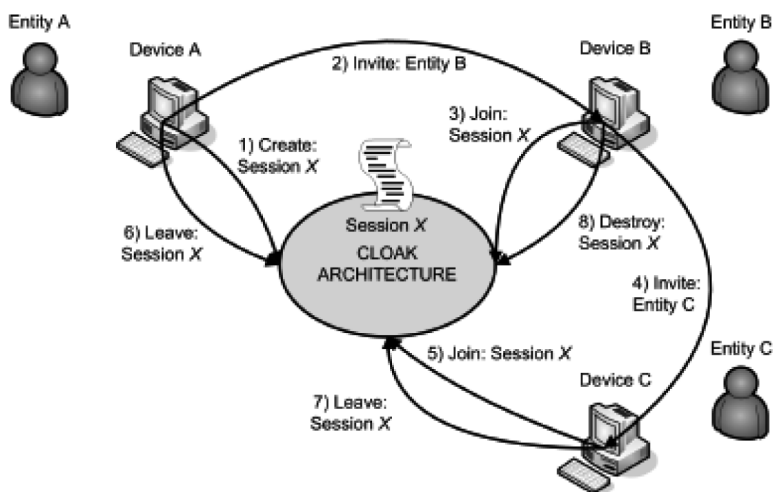 Entity A
Device A
Device B
Entity B
2) Invite: Entity B
3) Join:
Session X
1) Create:
Session X
6) Leave:
Session X
Session X
CLOAK
ARCHITECTURE
8) Destroy:
Session X
4) Invite:
Entity C
5) Join: Session X
Entity C
Device C
7) Leave:
Session X